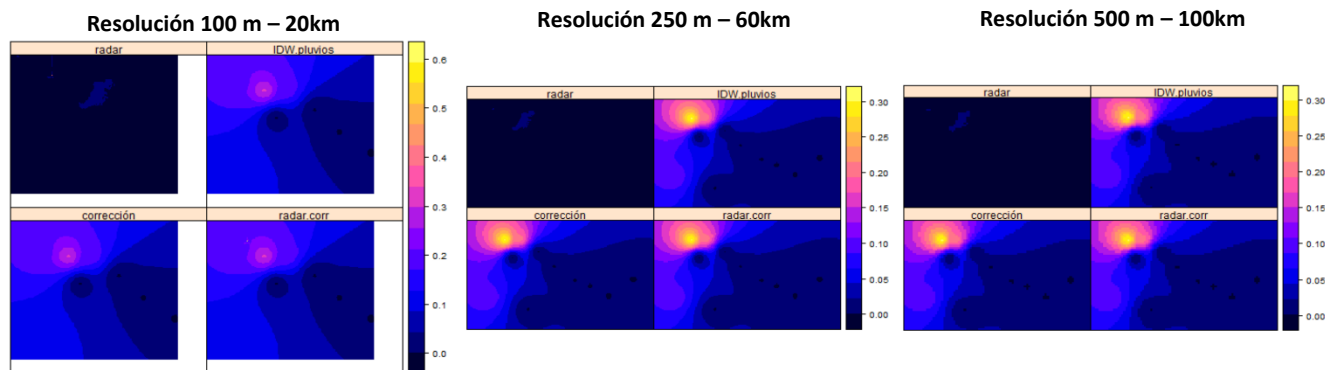 Resolución 100 m – 20km
radar
IDW.pluvios
corrección
radar.corr
0.6
0.5
0.4
0.3
0.2
0.1
0.0
Resolución 250 m – 60km
radar
IDW.pluvios
corrección
radar.corr
0.30
0.25
0.20
0.15
0.10
0.05
0.00
Resolución 500 m – 100km
radar
IDW.pluvios
corrección
radar.corr
0.30
0.25
0.20
0.15
0.10
0.05
0.00